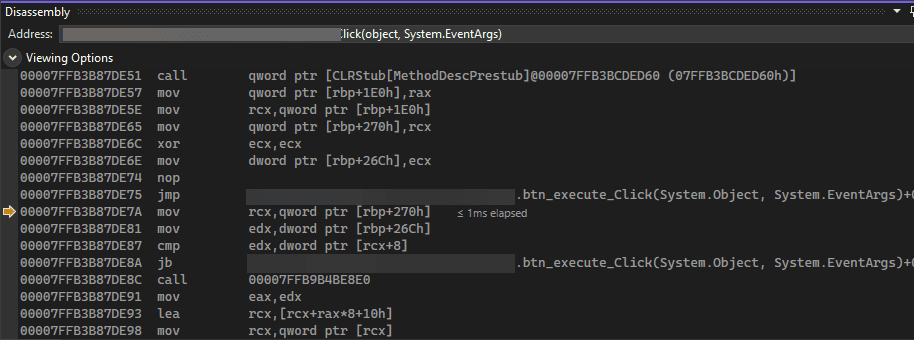 Disassembly
Address: Click(object, System.EventArgs)
Viewing Options
00007FFB3B87DE51 call qword ptr [CLRStub[MethodDescPrestub]@00007FFB3BCDED60 (07FFB3BCDED60h)]
00007FFB3B87DE57 mov qword ptr [rbp+1E0h],rax
00007FFB3B87DE5E mov rcx,qword ptr [rbp+1E0h]
00007FFB3B87DE65 mov qword ptr [rbp+270h],rcx
00007FFB3B87DE6C xor ecx,ecx
00007FFB3B87DE6E mov dword ptr [rbp+26Ch],ecx
00007FFB3B87DE74 nop
00007FFB3B87DE75 jmp .btn_execute_Click(System.Object, System.EventArgs)+
00007FFB3B87DE7A mov rcx,qword ptr [rbp+270h] ≤ 1ms elapsed
00007FFB3B87DE81 mov edx,dword ptr [rbp+26Ch]
00007FFB3B87DE87 cmp edx,dword ptr [rcx+8]
00007FFB3B87DE8A jb .btn_execute_Click(System.Object, System.EventArgs)+
00007FFB3B87DE8C call 00007FFB9B4BE8E0
00007FFB3B87DE91 mov eax,edx
00007FFB3B87DE93 lea rcx,[rcx+rax*8+10h]
00007FFB3B87DE98 mov rcx,qword ptr [rcx]